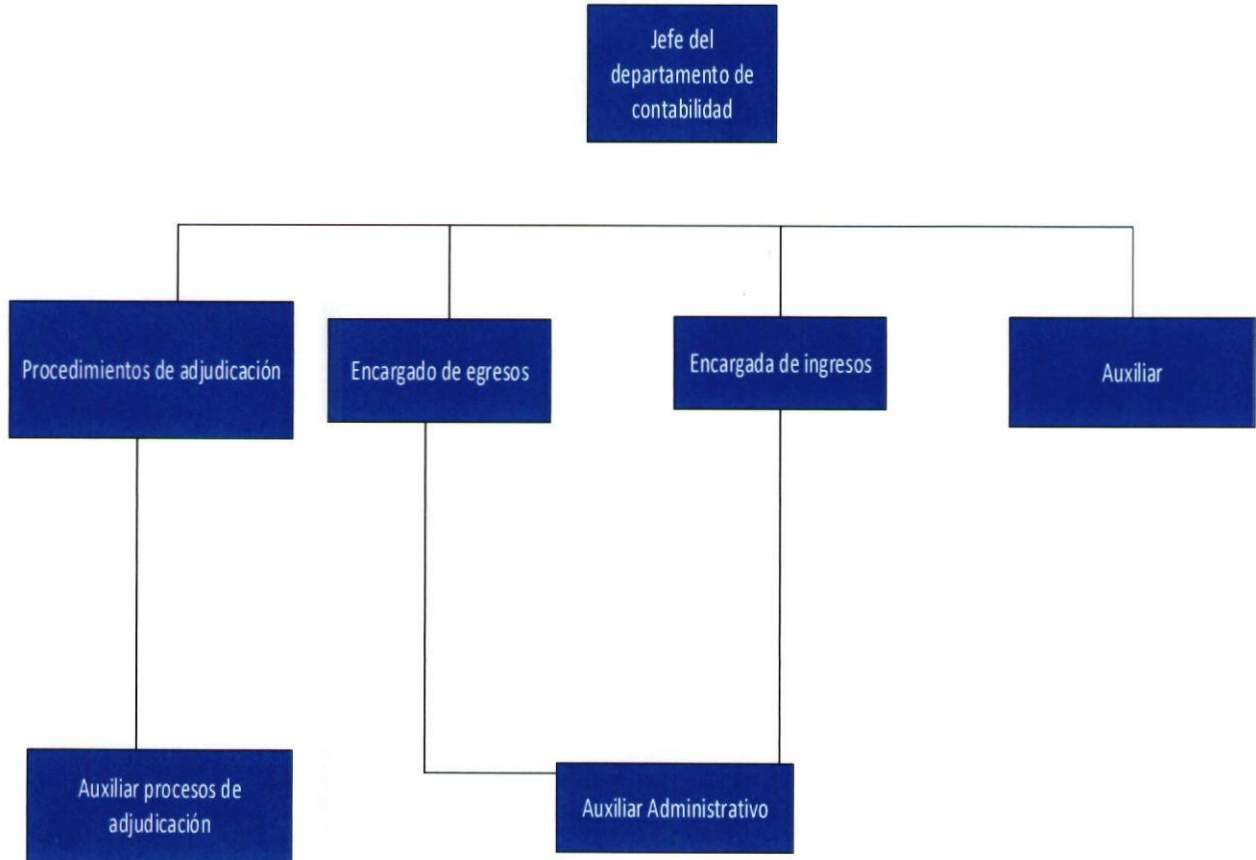 Jefe del
departamento de
contabilidad
Procedimientos de adjudicación
Encargado de egresos
Encargada de ingresos
Auxiliar
Auxiliar procesos de
adjudicación
Auxiliar Administrativo